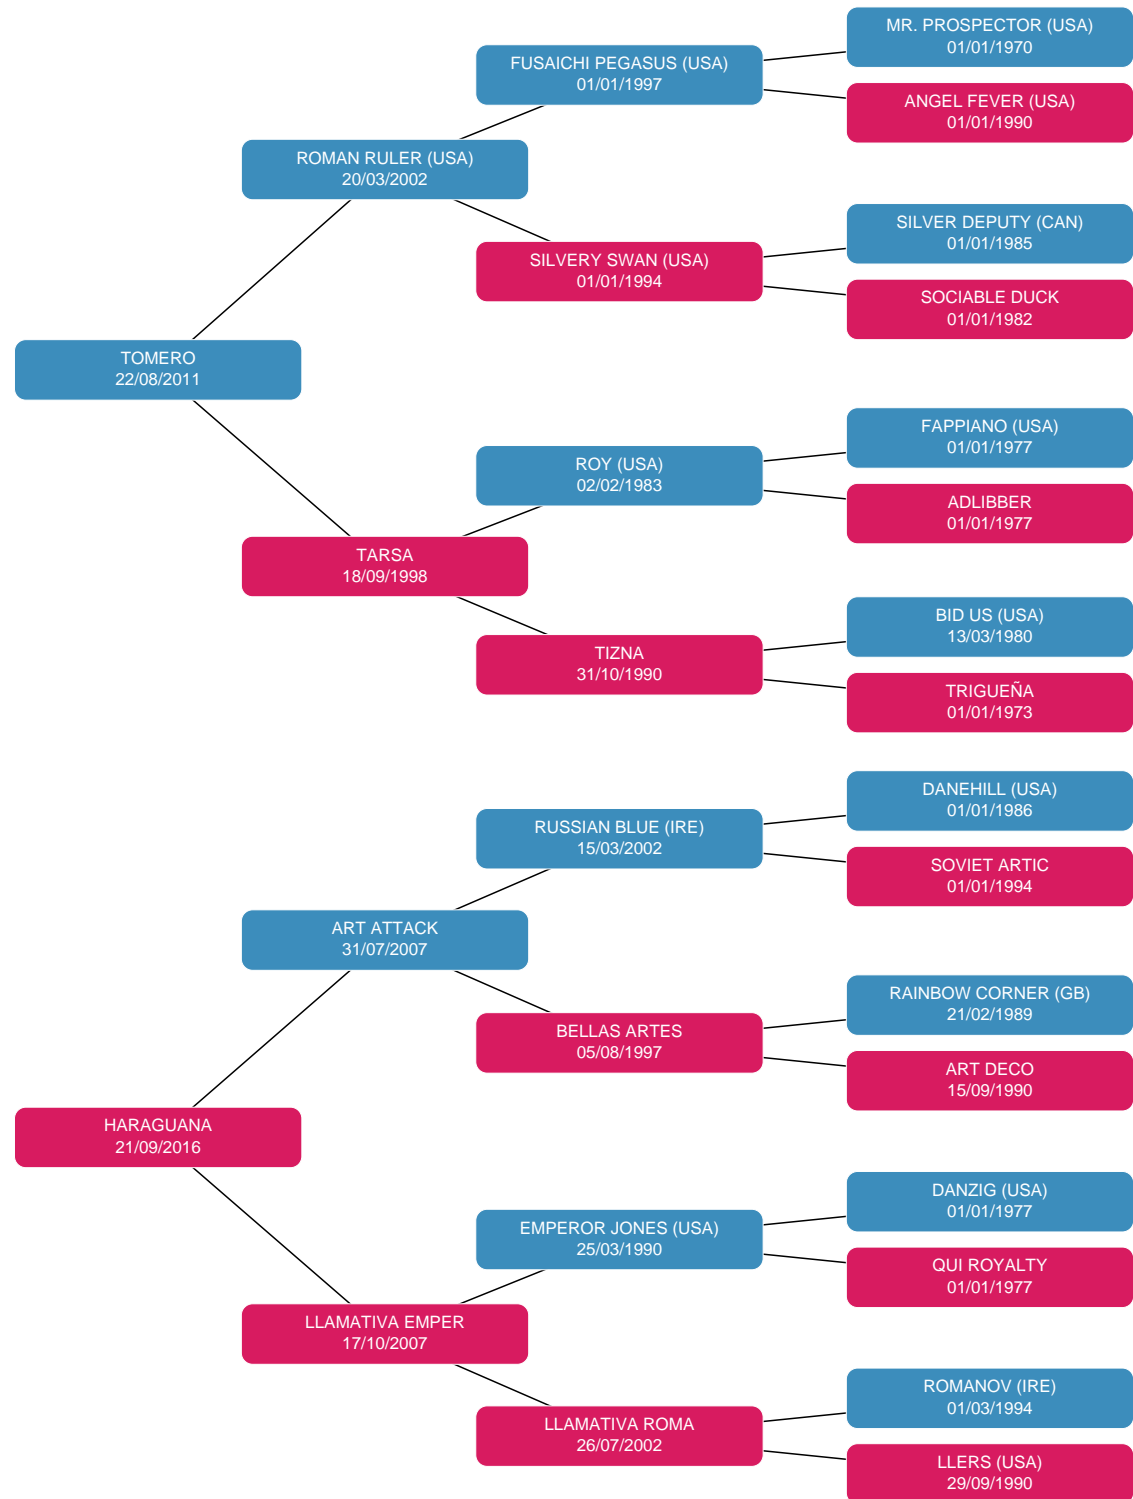 MR. PROSPECTOR (USA)
01/01/1970
FUSAICHI PEGASUS (USA)
01/01/1997
ANGEL FEVER (USA)
01/01/1990
ROMAN RULER (USA)
20/03/2002
SILVER DEPUTY (CAN)
01/01/1985
SILVERY SWAN (USA)
01/01/1994
SOCIABLE DUCK
01/01/1982
TOMERO
22/08/2011
FAPPIANO (USA)
01/01/1977
ROY (USA)
02/02/1983
ADLIBBER
01/01/1977
TARSA
18/09/1998
BID US (USA)
13/03/1980
TIZNA
31/10/1990
TRIGUEÑA
01/01/1973
DANEHILL (USA)
01/01/1986
RUSSIAN BLUE (IRE)
15/03/2002
SOVIET ARTIC
01/01/1994
ART ATTACK
31/07/2007
RAINBOW CORNER (GB)
21/02/1989
BELLAS ARTES
05/08/1997
ART DECO
15/09/1990
HARAGUANA
21/09/2016
DANZIG (USA)
01/01/1977
EMPEROR JONES (USA)
25/03/1990
QUI ROYALTY
01/01/1977
LLAMATIVA EMPER
17/10/2007
ROMANOV (IRE)
01/03/1994
LLAMATIVA ROMA
26/07/2002
LLERS (USA)
29/09/1990